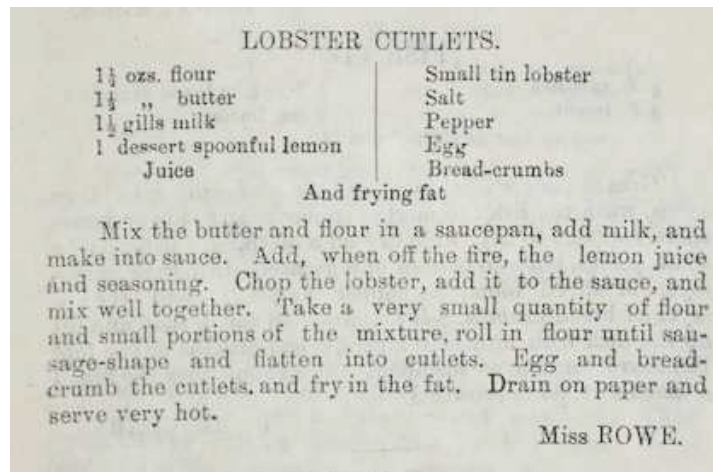 LOBSTER CUTLETS.
1½ ozs. flour
1½ „ butter
1½ gills milk
1 dessert spoonful lemon
Juice
Small tin lobster
Salt
Pepper
Egg
Bread-crumbs
And frying fat
Mix the butter and flour in a saucepan, add milk, and
make into sauce. Add, when off the fire, the lemon juice
and seasoning. Chop the lobster, add it to the sauce, and
mix well together. Take a very small quantity of flour
and small portions of the mixture, roll in flour until sau-
sage-shape and flatten into cutlets. Egg and bread-
crumb the cutlets, and fry in the fat. Drain on paper and
serve very hot.
Miss ROWE.